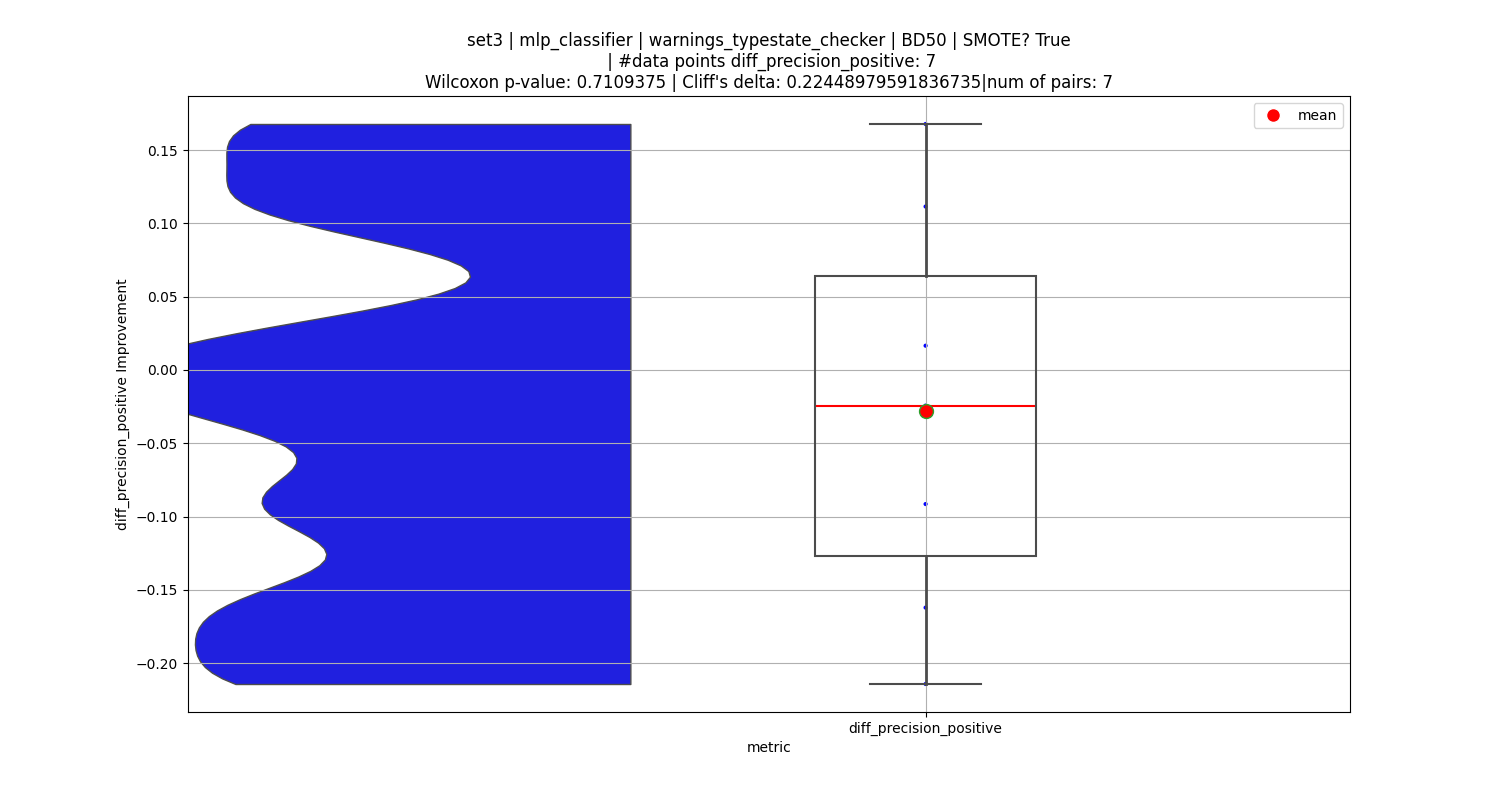 set3 | mlp_classifier | warnings_typestate_checker | BD50 | SMOTE? True
| #data points diff_precision_positive: 7
Wilcoxon p-value: 0.7109375 | Cliff's delta: 0.22448979591836735|num of pairs: 7
mean
0.15
0.10
0.05
0.00
−0.05
−0.10
−0.15
−0.20
diff_precision_positive Improvement
diff_precision_positive
metric